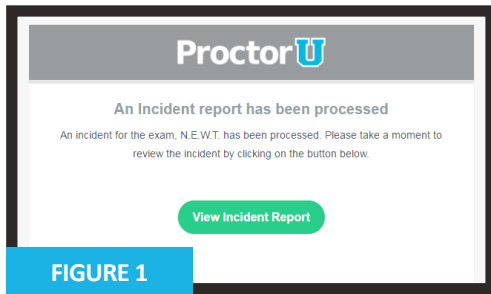 ProctorU
An Incident report has been processed
An incident for the exam, N.E.W.T. has been processed. Please take a moment to
review the incident by clicking on the button below.
View Incident Report
FIGURE 1